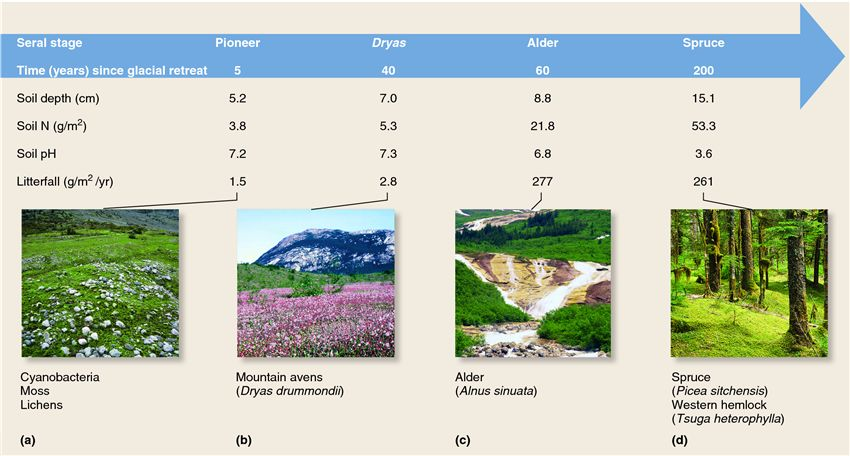 Seral stage Pioneer Dryas Alder Spruce
Time (years) since glacial retreat 5 40 60 200
Soil depth (cm) 5.2 7.0 8.8 15.1
Soil N (g/m²) 3.8 5.3 21.8 53.3
Soil pH 7.2 7.3 6.8 3.6
Litterfall (g/m² /yr) 1.5 2.8 277 261
Cyanobacteria
Moss
Lichens
(a)
Mountain avens
(Dryas drummondii)
(b)
Alder
(Alnus sinuata)
(c)
Spruce
(Picea sitchensis)
Western hemlock
(Tsuga heterophylla)
(d)